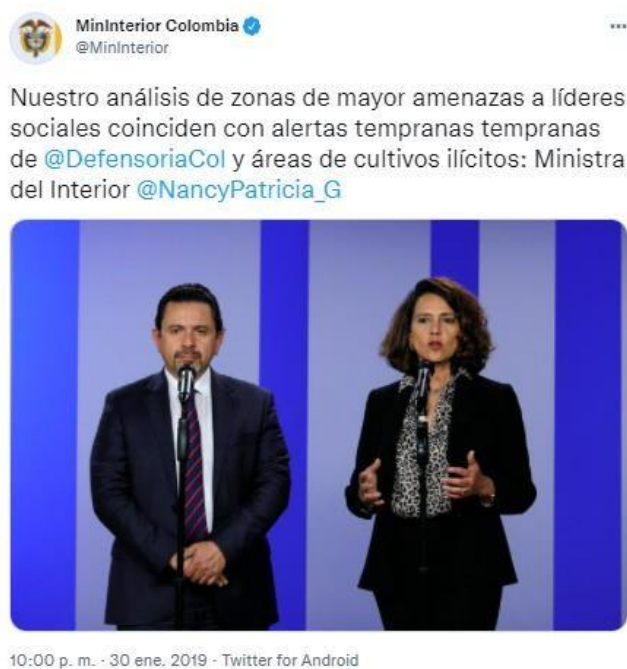 MinInterior Colombia
@MinInterior
Nuestro análisis de zonas de mayor amenazas a líderes
sociales coinciden con alertas tempranas tempranas
de @DefensoriaCol y áreas de cultivos ilícitos: Ministra
del Interior @NancyPatricia_G
10:00 p. m. · 30 ene. 2019 · Twitter for Android